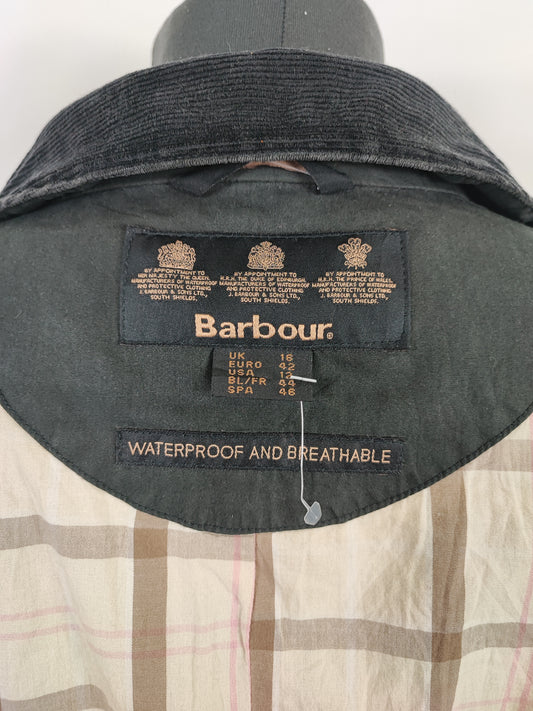 BY APPOINTMENT TO
HER MAJESTY THE QUEEN,
MANUFACTURERS OF WATERPROOF
AND PROTECTIVE CLOTHING
J. BARBOUR & SONS LTD.,
SOUTH SHIELDS.
BY APPOINTMENT TO
H.R.H. THE DUKE OF EDINBURGH,
MANUFACTURERS OF WATERPROOF
AND PROTECTIVE CLOTHING
J. BARBOUR & SONS LTD.,
SOUTH SHIELDS.
BY APPOINTMENT TO
H.R.H. THE PRINCE OF WALES,
MANUFACTURERS OF WATERPROOF
AND PROTECTIVE CLOTHING
J. BARBOUR & SONS LTD.,
SOUTH SHIELDS.
Barbour®
UK 16
EURO 42
USA 12
BL/FR 44
SPA 46
WATERPROOF AND BREATHABLE